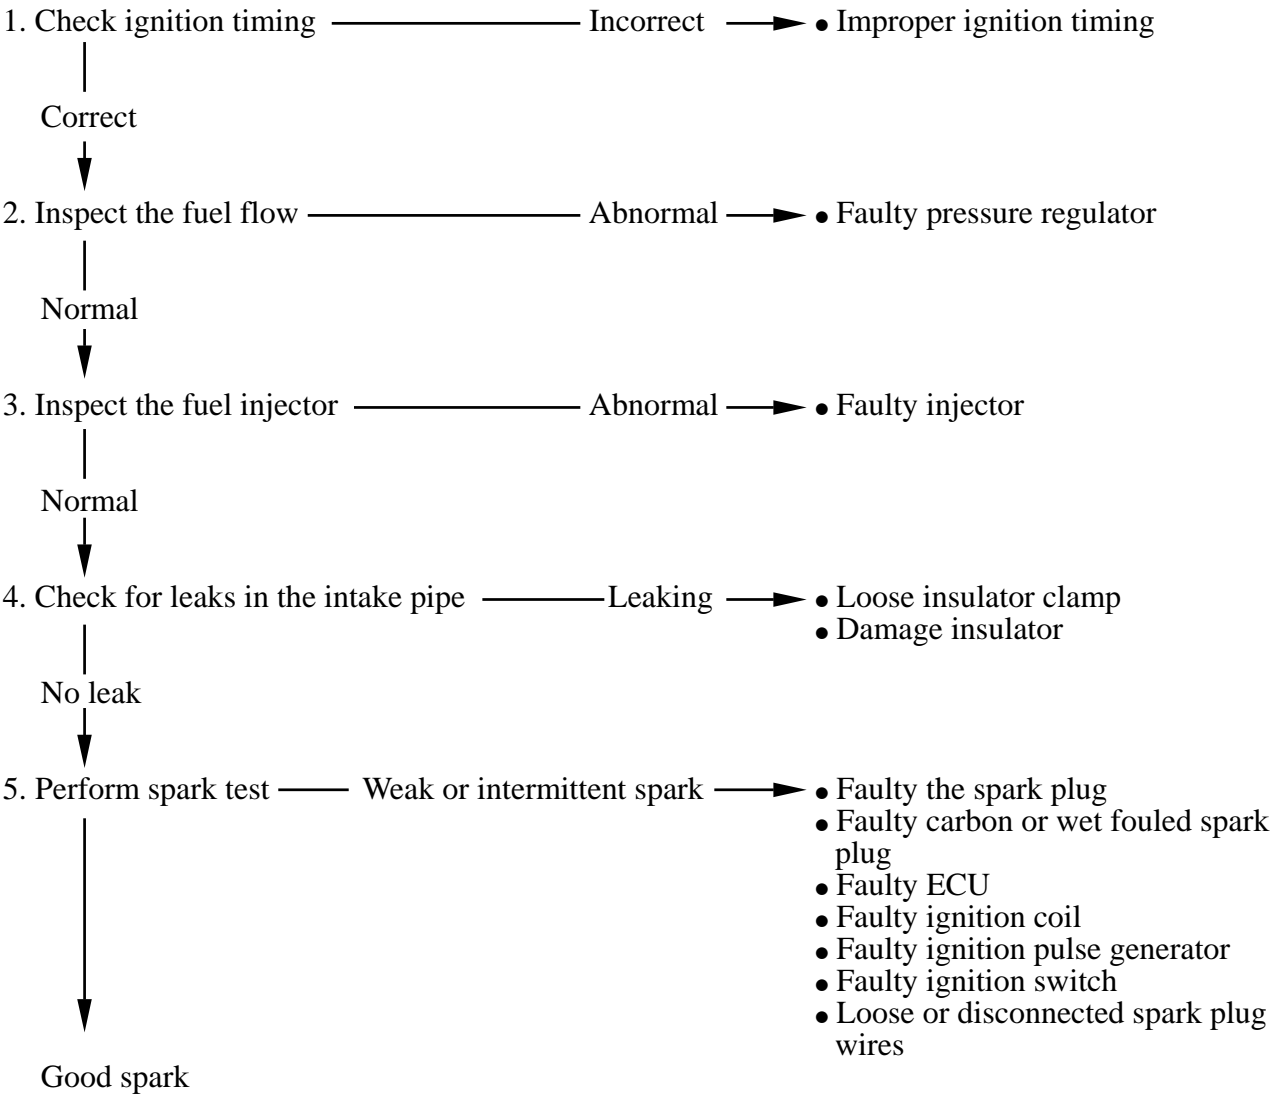 1. Check ignition timing Incorrect ● Improper ignition timing
Correct
2. Inspect the fuel flow Abnormal ● Faulty pressure regulator
Normal
3. Inspect the fuel injector Abnormal ● Faulty injector
Normal
4. Check for leaks in the intake pipe Leaking ● Loose insulator clamp
● Damage insulator
No leak
5. Perform spark test Weak or intermittent spark ● Faulty the spark plug
● Faulty carbon or wet fouled spark
plug
● Faulty ECU
● Faulty ignition coil
● Faulty ignition pulse generator
● Faulty ignition switch
● Loose or disconnected spark plug
wires
Good spark